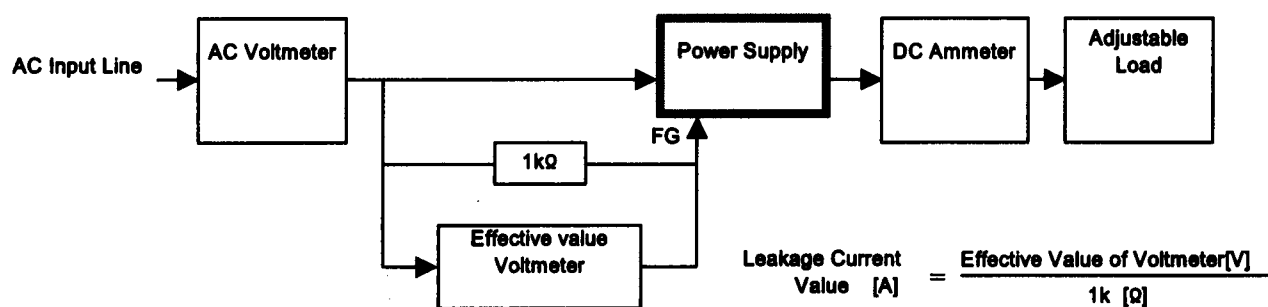 AC Input Line
AC Voltmeter
Power Supply
DC Ammeter
Adjustable
Load
FG
1kΩ
Effective value
Voltmeter
Leakage Current
Value [A]
=
Effective Value of Voltmeter[V]
1k [Ω]